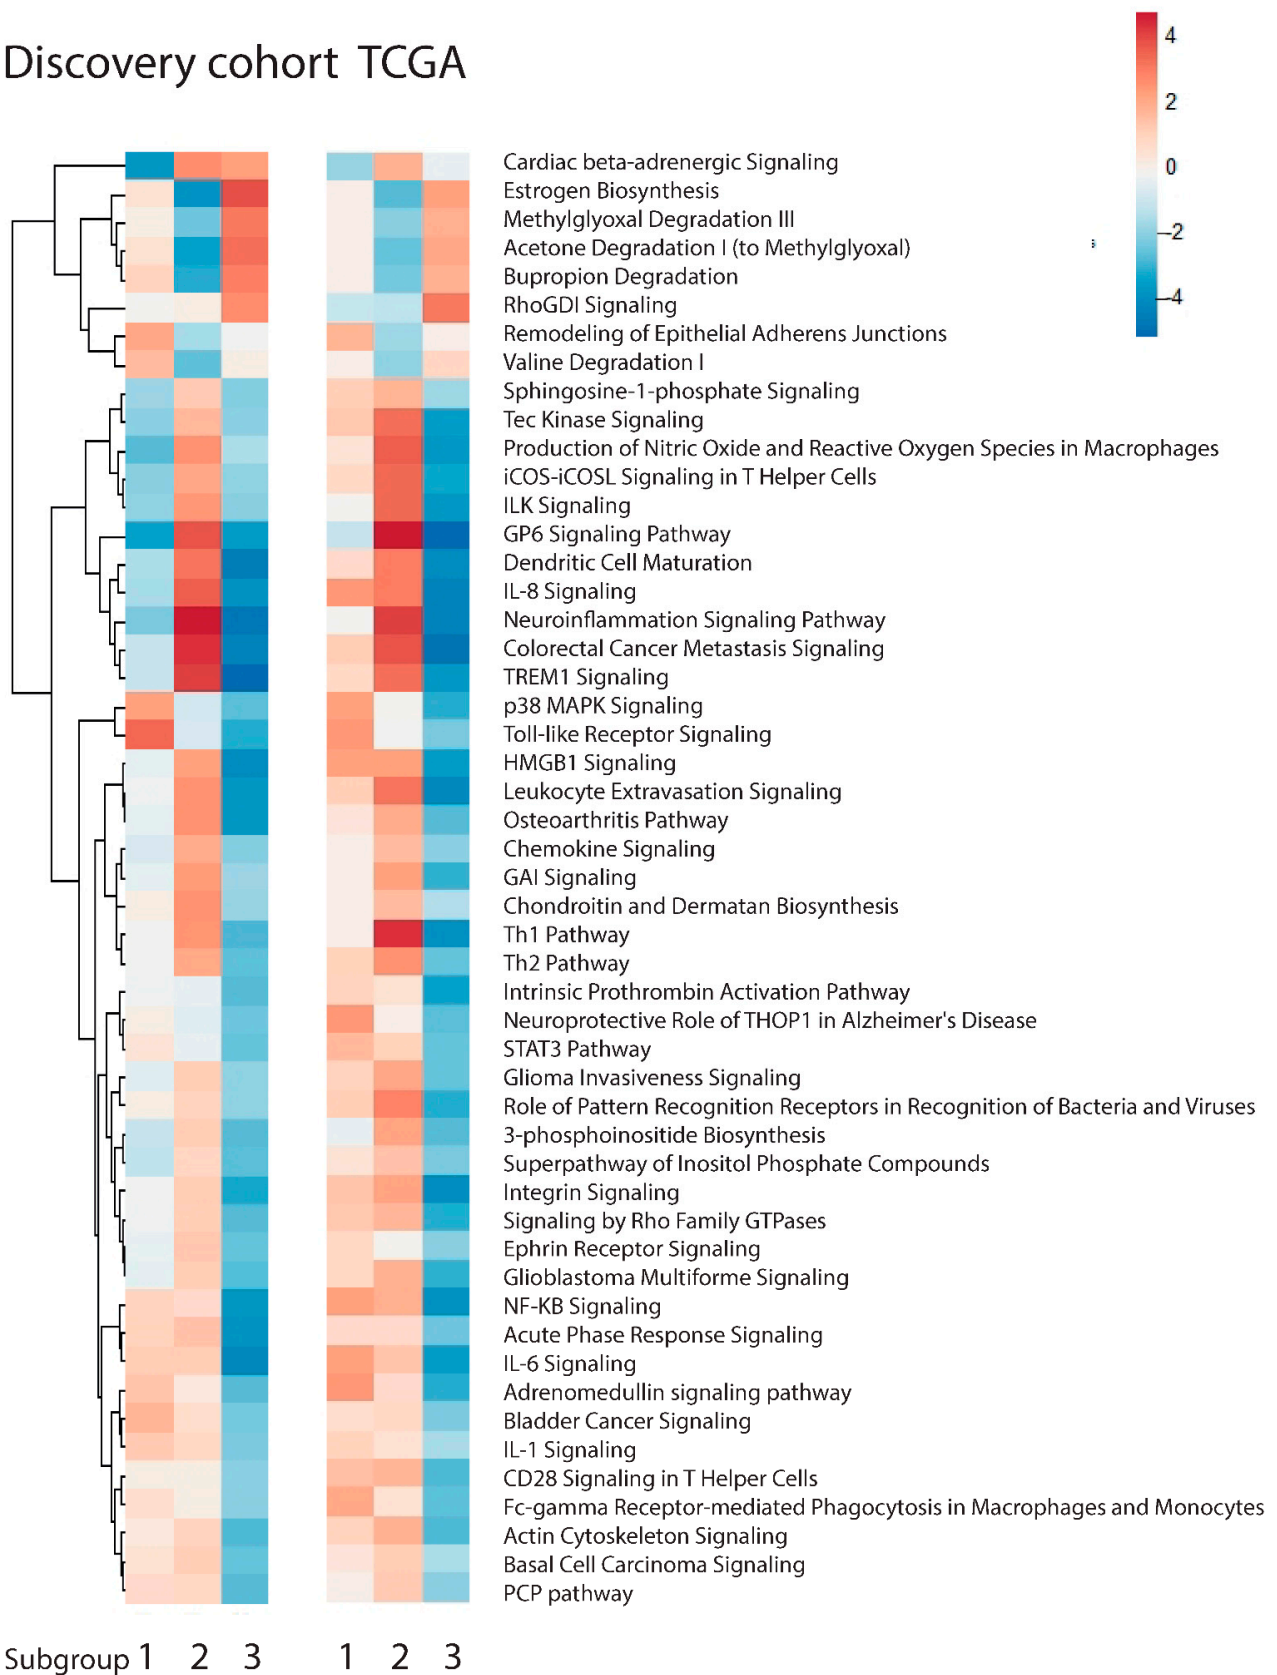 Discovery cohort TCGA
4
2
0
-2
-4
Cardiac beta-adrenergic Signaling
Estrogen Biosynthesis
Methylglyoxal Degradation III
Acetone Degradation I (to Methylglyoxal)
Bupropion Degradation
RhoGDI Signaling
Remodeling of Epithelial Adherens Junctions
Valine Degradation I
Sphingosine-1-phosphate Signaling
Tec Kinase Signaling
Production of Nitric Oxide and Reactive Oxygen Species in Macrophages
iCOS-iCOSL Signaling in T Helper Cells
ILK Signaling
GP6 Signaling Pathway
Dendritic Cell Maturation
IL-8 Signaling
Neuroinflammation Signaling Pathway
Colorectal Cancer Metastasis Signaling
TREM1 Signaling
p38 MAPK Signaling
Toll-like Receptor Signaling
HMGB1 Signaling
Leukocyte Extravasation Signaling
Osteoarthritis Pathway
Chemokine Signaling
GAI Signaling
Chondroitin and Dermatan Biosynthesis
Th1 Pathway
Th2 Pathway
Intrinsic Prothrombin Activation Pathway
Neuroprotective Role of THOP1 in Alzheimer's Disease
STAT3 Pathway
Glioma Invasiveness Signaling
Role of Pattern Recognition Receptors in Recognition of Bacteria and Viruses
3-phosphoinositide Biosynthesis
Superpathway of Inositol Phosphate Compounds
Integrin Signaling
Signaling by Rho Family GTPases
Ephrin Receptor Signaling
Glioblastoma Multiforme Signaling
NF-KB Signaling
Acute Phase Response Signaling
IL-6 Signaling
Adrenomedullin signaling pathway
Bladder Cancer Signaling
IL-1 Signaling
CD28 Signaling in T Helper Cells
Fc-gamma Receptor-mediated Phagocytosis in Macrophages and Monocytes
Actin Cytoskeleton Signaling
Basal Cell Carcinoma Signaling
PCP pathway
Subgroup 1 2 3 1 2 3